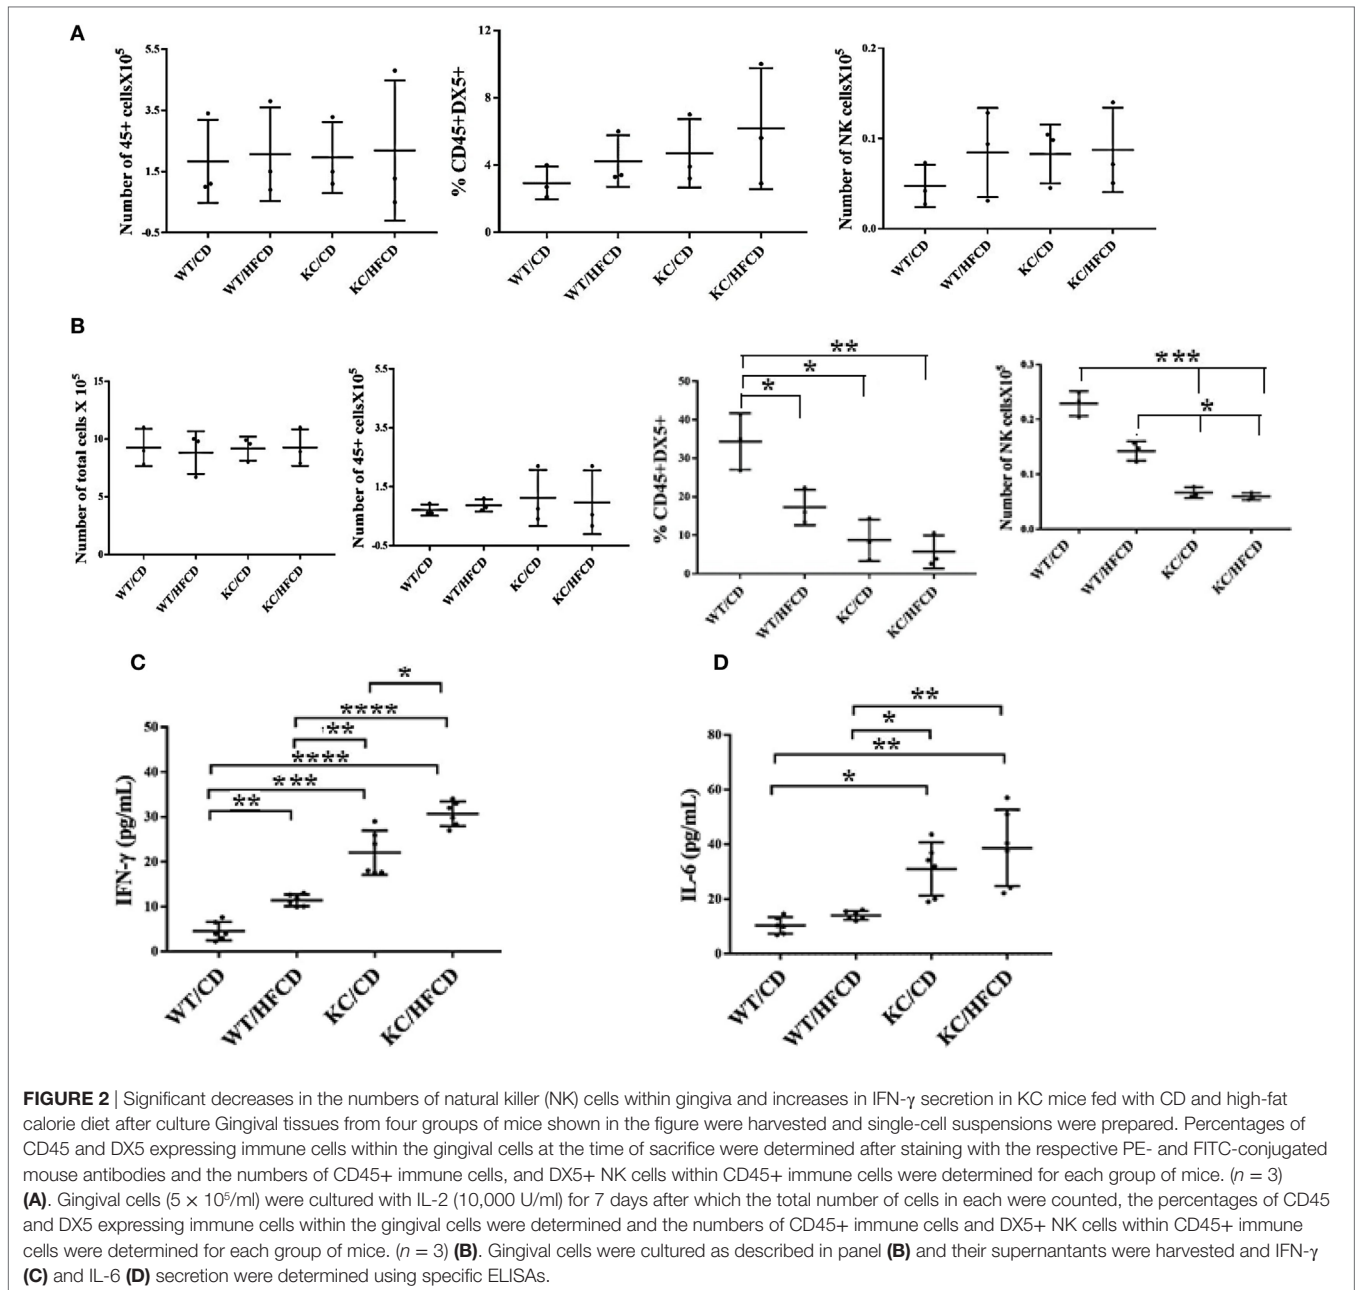 A
Number of 45+ cellsX10⁵
5.5
3.5
1.5
-0.5
WT/CD
WT/HFCD
KC/CD
KC/HFCD
% CD45+DX5+
12
8
4
0
WT/CD
WT/HFCD
KC/CD
KC/HFCD
Number of NK cellsX10⁵
0.2
0.1
0.0
WT/CD
WT/HFCD
KC/CD
KC/HFCD
B
Number of total cells X 10⁵
15
10
5
0
WT/CD
WT/HFCD
KC/CD
KC/HFCD
Number of 45+ cellsX10⁵
5.5
1.5
-0.5
WT/CD
WT/HFCD
KC/CD
KC/HFCD
% CD45+DX5+
50
40
30
20
10
0
**
*
*
WT/CD
WT/HFCD
KC/CD
KC/HFCD
Number of NK cellsX10⁵
0.3
0.2
0.1
0.0
***
*
WT/CD
WT/HFCD
KC/CD
KC/HFCD
C
IFN-γ (pg/mL)
50
40
30
20
10
0
*
****
**
****
***
**
WT/CD
WT/HFCD
KC/CD
KC/HFCD
D
IL-6 (pg/mL)
80
60
40
20
0
**
*
**
*
WT/CD
WT/HFCD
KC/CD
KC/HFCD
FIGURE 2 | Significant decreases in the numbers of natural killer (NK) cells within gingiva and increases in IFN-γ secretion in KC mice fed with CD and high-fat
calorie diet after culture Gingival tissues from four groups of mice shown in the figure were harvested and single-cell suspensions were prepared. Percentages of
CD45 and DX5 expressing immune cells within the gingival cells at the time of sacrifice were determined after staining with the respective PE- and FITC-conjugated
mouse antibodies and the numbers of CD45+ immune cells, and DX5+ NK cells within CD45+ immune cells were determined for each group of mice. (n = 3)
(A). Gingival cells (5 × 10⁵/ml) were cultured with IL-2 (10,000 U/ml) for 7 days after which the total number of cells in each were counted, the percentages of CD45
and DX5 expressing immune cells within the gingival cells were determined and the numbers of CD45+ immune cells and DX5+ NK cells within CD45+ immune
cells were determined for each group of mice. (n = 3) (B). Gingival cells were cultured as described in panel (B) and their supernantants were harvested and IFN-γ
(C) and IL-6 (D) secretion were determined using specific ELISAs.